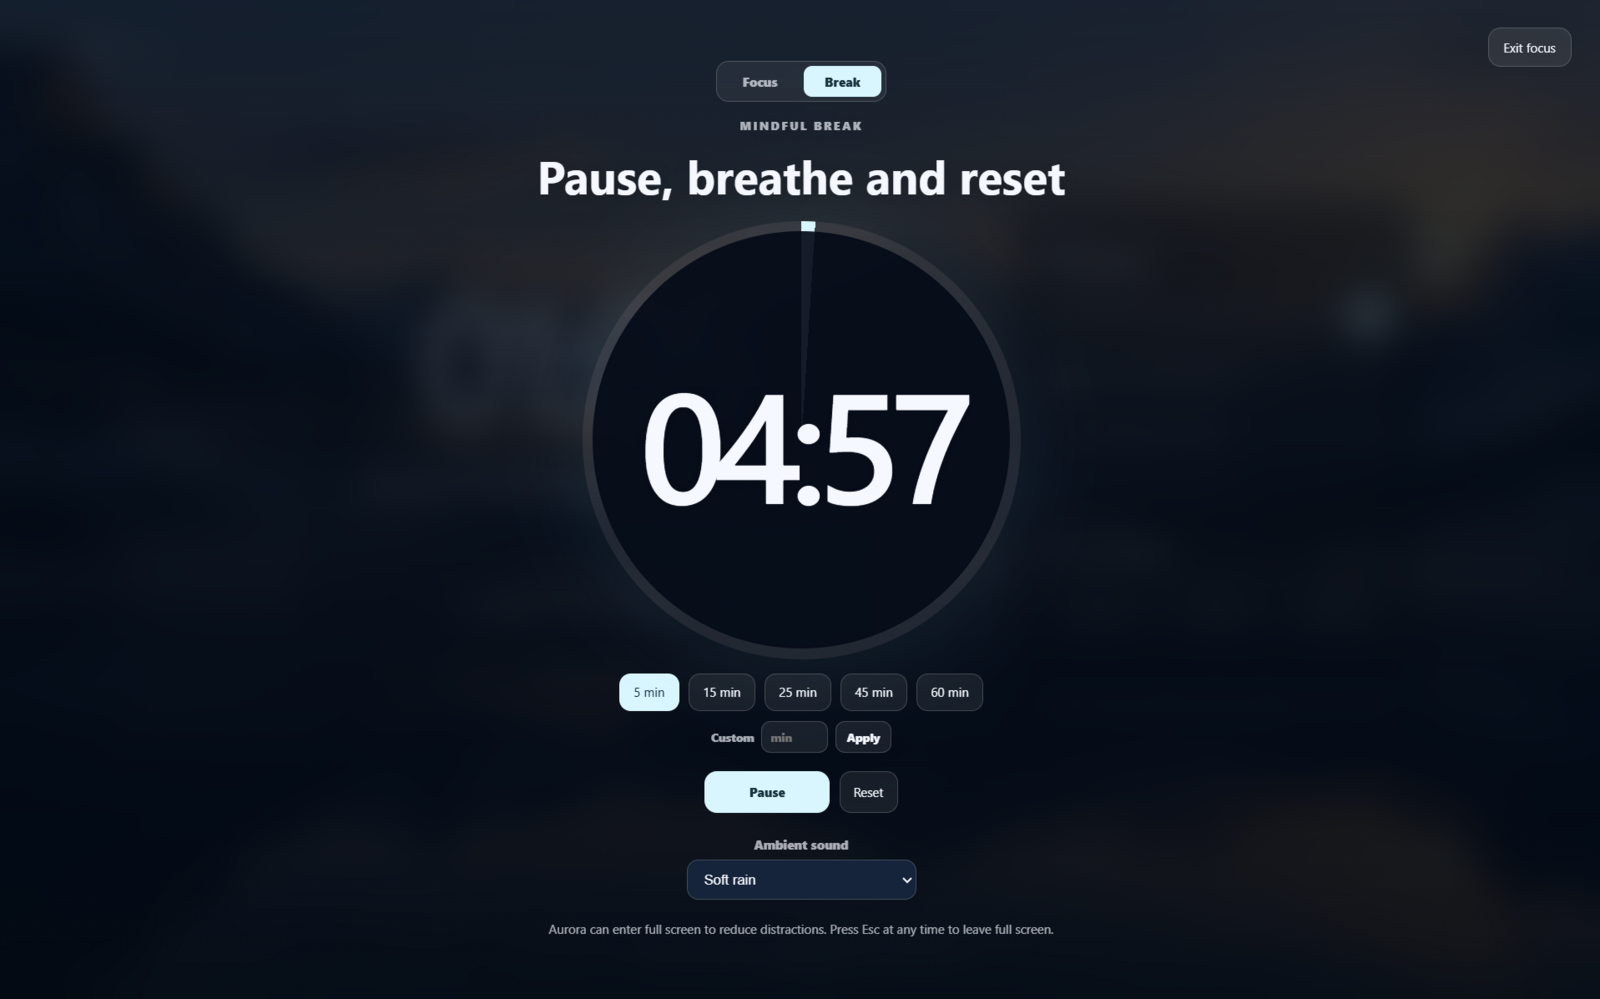 Exit focus
Focus Break
MINDFUL BREAK
Pause, breathe and reset
04:57
5 min 15 min 25 min 45 min 60 min
Custom min Apply
Pause Reset
Ambient sound
Soft rain
Aurora can enter full screen to reduce distractions. Press Esc at any time to leave full screen.